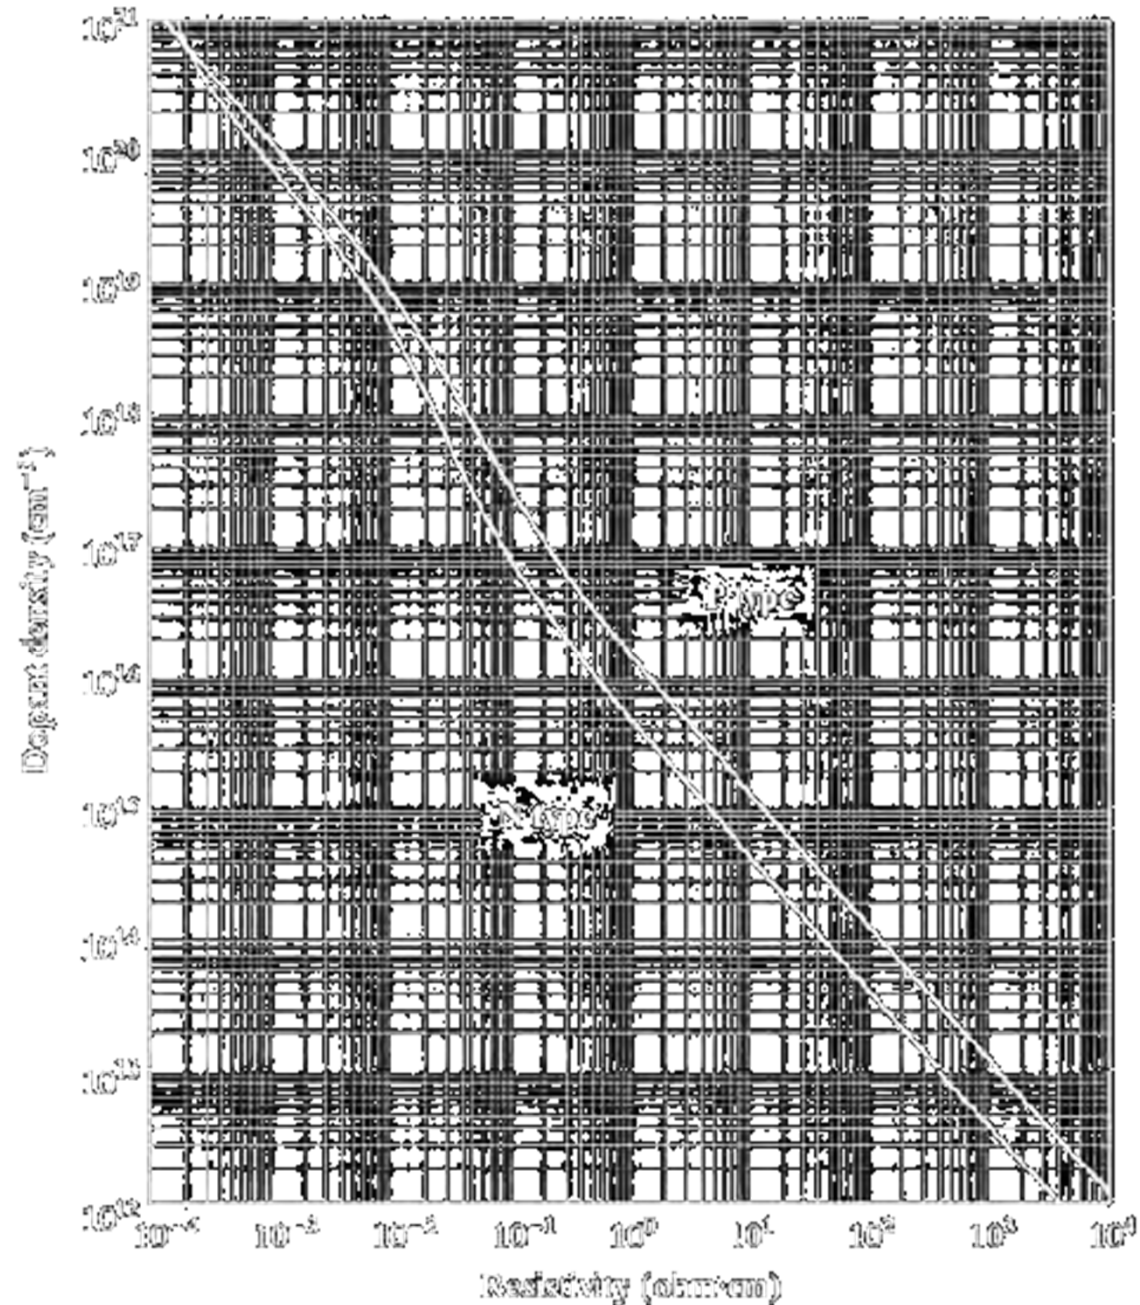 10²¹
10²⁰
10¹⁹
10¹⁸
10¹⁷
10¹⁶
10¹⁵
10¹⁴
10¹³
10¹²
Dopant density (cm⁻³)
P-type
N-type
10⁻⁴ 10⁻³ 10⁻² 10⁻¹ 10⁰ 10¹ 10² 10³ 10⁴
Resistivity (ohm·cm)